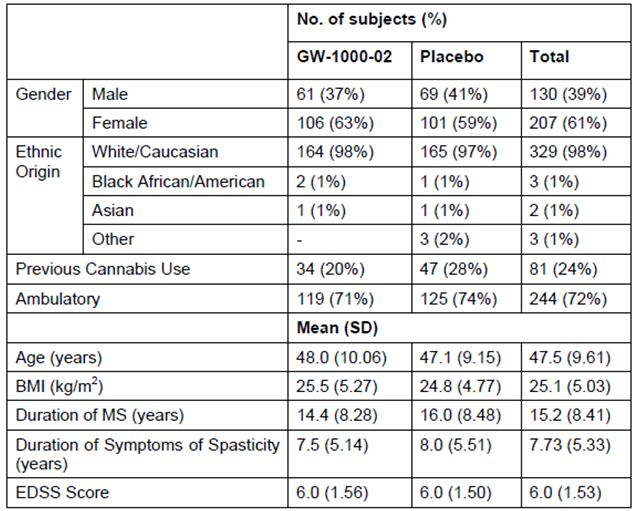 No. of subjects (%)
GW-1000-02 Placebo Total
Gender Male 61 (37%) 69 (41%) 130 (39%)
Female 106 (63%) 101 (59%) 207 (61%)
Ethnic Origin White/Caucasian 164 (98%) 165 (97%) 329 (98%)
Black African/American 2 (1%) 1 (1%) 3 (1%)
Asian 1 (1%) 1 (1%) 2 (1%)
Other - 3 (2%) 3 (1%)
Previous Cannabis Use 34 (20%) 47 (28%) 81 (24%)
Ambulatory 119 (71%) 125 (74%) 244 (72%)
Mean (SD)
Age (years) 48.0 (10.06) 47.1 (9.15) 47.5 (9.61)
BMI (kg/m²) 25.5 (5.27) 24.8 (4.77) 25.1 (5.03)
Duration of MS (years) 14.4 (8.28) 16.0 (8.48) 15.2 (8.41)
Duration of Symptoms of Spasticity (years) 7.5 (5.14) 8.0 (5.51) 7.73 (5.33)
EDSS Score 6.0 (1.56) 6.0 (1.50) 6.0 (1.53)